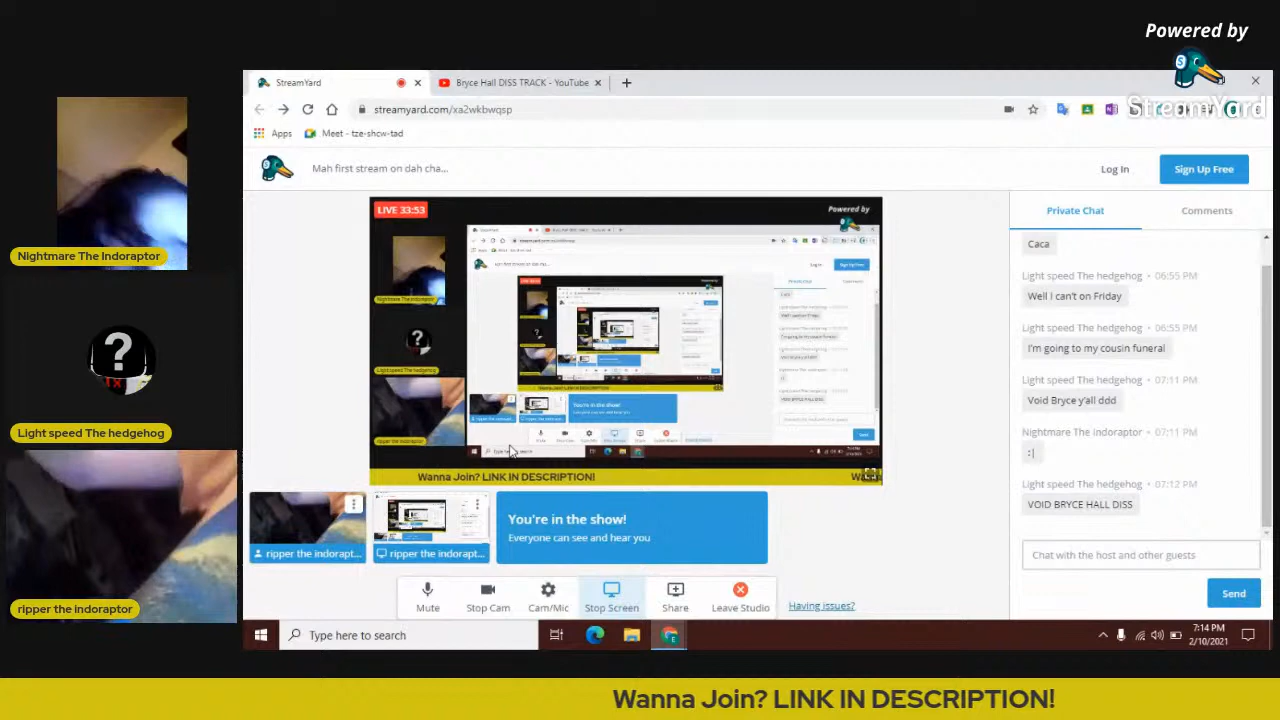 Powered by
StreamYard
StreamYard
Bryce Hall DISS TRACK - YouTube
streamyard.com/xa2wkbwqsp
Apps
Meet - tze-shcw-tad
Mah first stream on dah cha...
Log In
Sign Up Free
Nightmare The Indoraptor
Light speed The hedgehog
ripper the indoraptor
LIVE 33:53
Powered by
Wanna Join? LINK IN DESCRIPTION!
ripper the indorapt...
ripper the indorapt...
You're in the show!
Everyone can see and hear you
Mute
Stop Cam
Cam/Mic
Stop Screen
Share
Leave Studio
Having issues?
Private Chat
Comments
Caca
Light speed The hedgehog • 06:55 PM
Well I can't on Friday
Light speed The hedgehog • 06:55 PM
I'm going to my cousin funeral
Light speed The hedgehog • 07:11 PM
Void Bryce y'all ddd
Nightmare The Indoraptor • 07:11 PM
:|
Light speed The hedgehog • 07:12 PM
VOID BRYCE HALL DISS
Chat with the host and other guests
Send
Type here to search
7:14 PM
2/10/2021
Wanna Join? LINK IN DESCRIPTION!